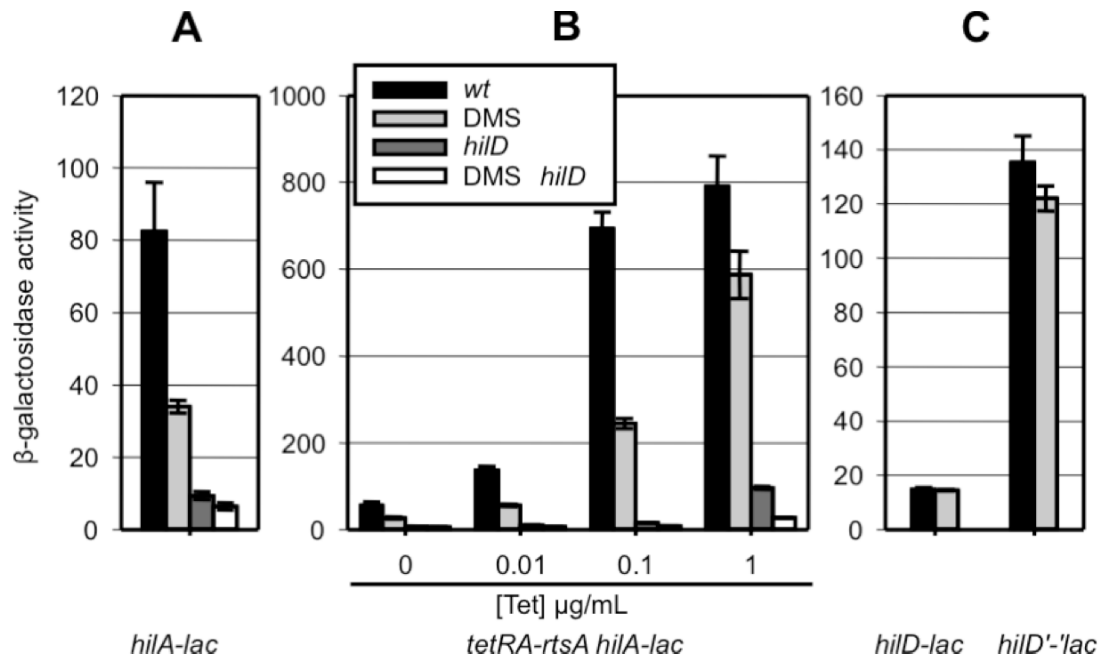 A
B
C
β-galactosidase activity
120
100
80
60
40
20
0
1000
800
600
400
200
0
wt
DMS
hilD
DMS hilD
160
140
120
100
80
60
40
20
0
0 0.01 0.1 1
[Tet] μg/mL
hilA-lac
tetRA-rtsA hilA-lac
hilD-lac hilD'-'lac